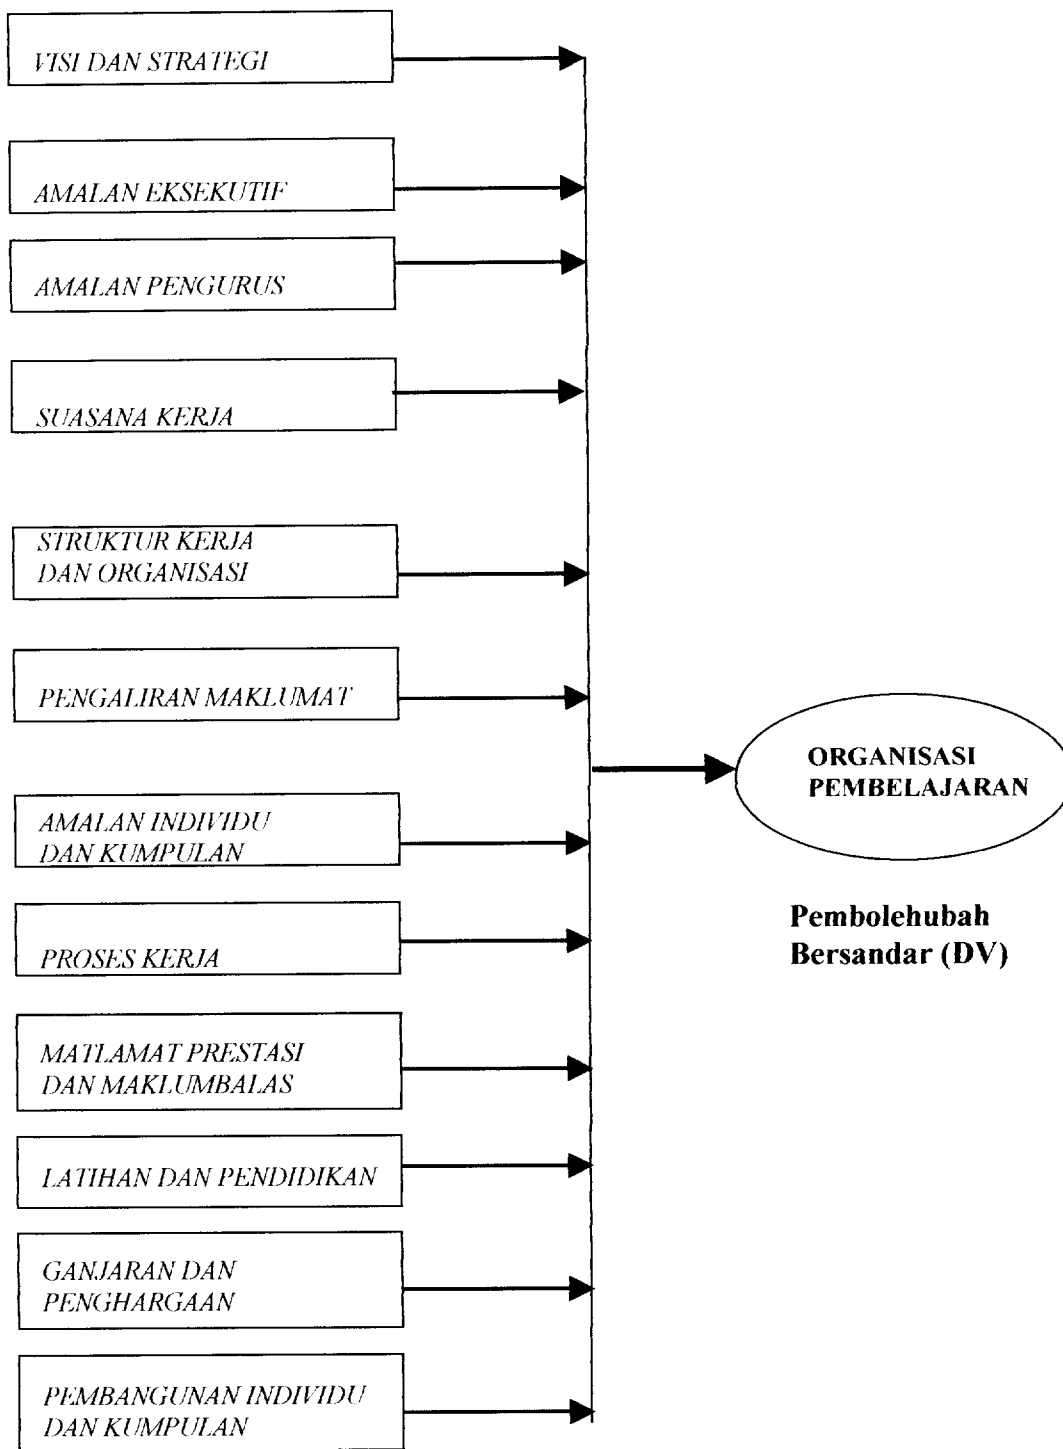 VISI DAN STRATEGI
AMALAN EKSEKUTIF
AMALAN PENGURUS
SUASANA KERJA
STRUKTUR KERJA
DAN ORGANISASI
PENGALIRAN MAKLUMAT
AMALAN INDIVIDU
DAN KUMPULAN
PROSES KERJA
MATLAMAT PRESTASI
DAN MAKLUMBALAS
LATIHAN DAN PENDIDIKAN
GANJARAN DAN
PENGHARGAAN
PEMBANGUNAN INDIVIDU
DAN KUMPULAN
ORGANISASI
PEMBELAJARAN
Pembolehubah
Bersandar (DV)